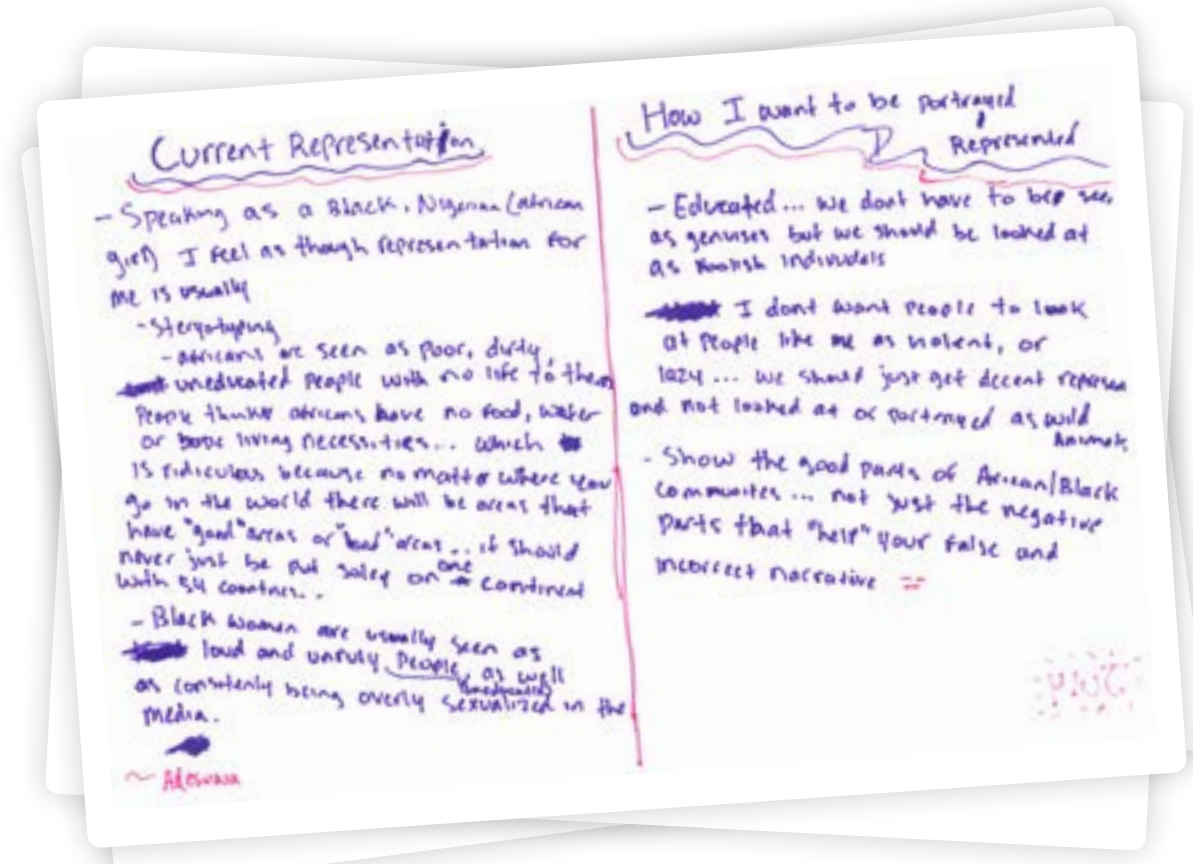 Current Representation
- Speaking as a Black, Nigerian (african
girl) I feel as though representation for
me is usually
- Stereotyping
- africans are seen as poor, dirty,
uneducated people with no life to them
People thinks africans have no food, water
or basic living necessities... which
is ridiculous because no matter where you
go in the world there will be areas that
have "good" areas or "bad" areas... it should
never just be put soley on one continent
with 54 countries..
- Black women are usually seen as
loud and unruly people, as well
as consitenly being overly sexualized in the
media.
~
How I want to be portrayed
Represented
- Educated... we dont have to be see
as genuises but we should be looked at
as foolish individuals
I dont want people to look
at people like me as violent, or
lazy... we should just get decent represen
and not looked at or portrayed as wild
Animals
- Show the good parts of African/Black
communites... not just the negative
parts that "help" your false and
incorrect narrative